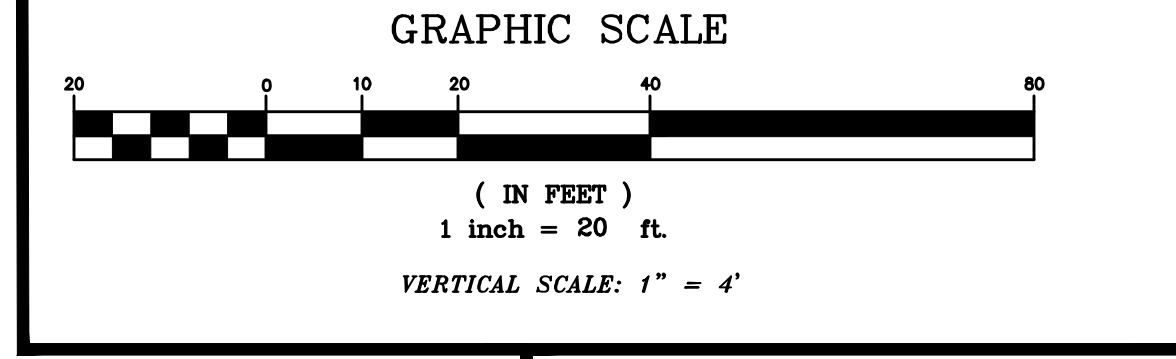 GRAPHIC SCALE
20 0 10 20 40 80
( IN FEET )
1 inch = 20 ft.
VERTICAL SCALE: 1" = 4'